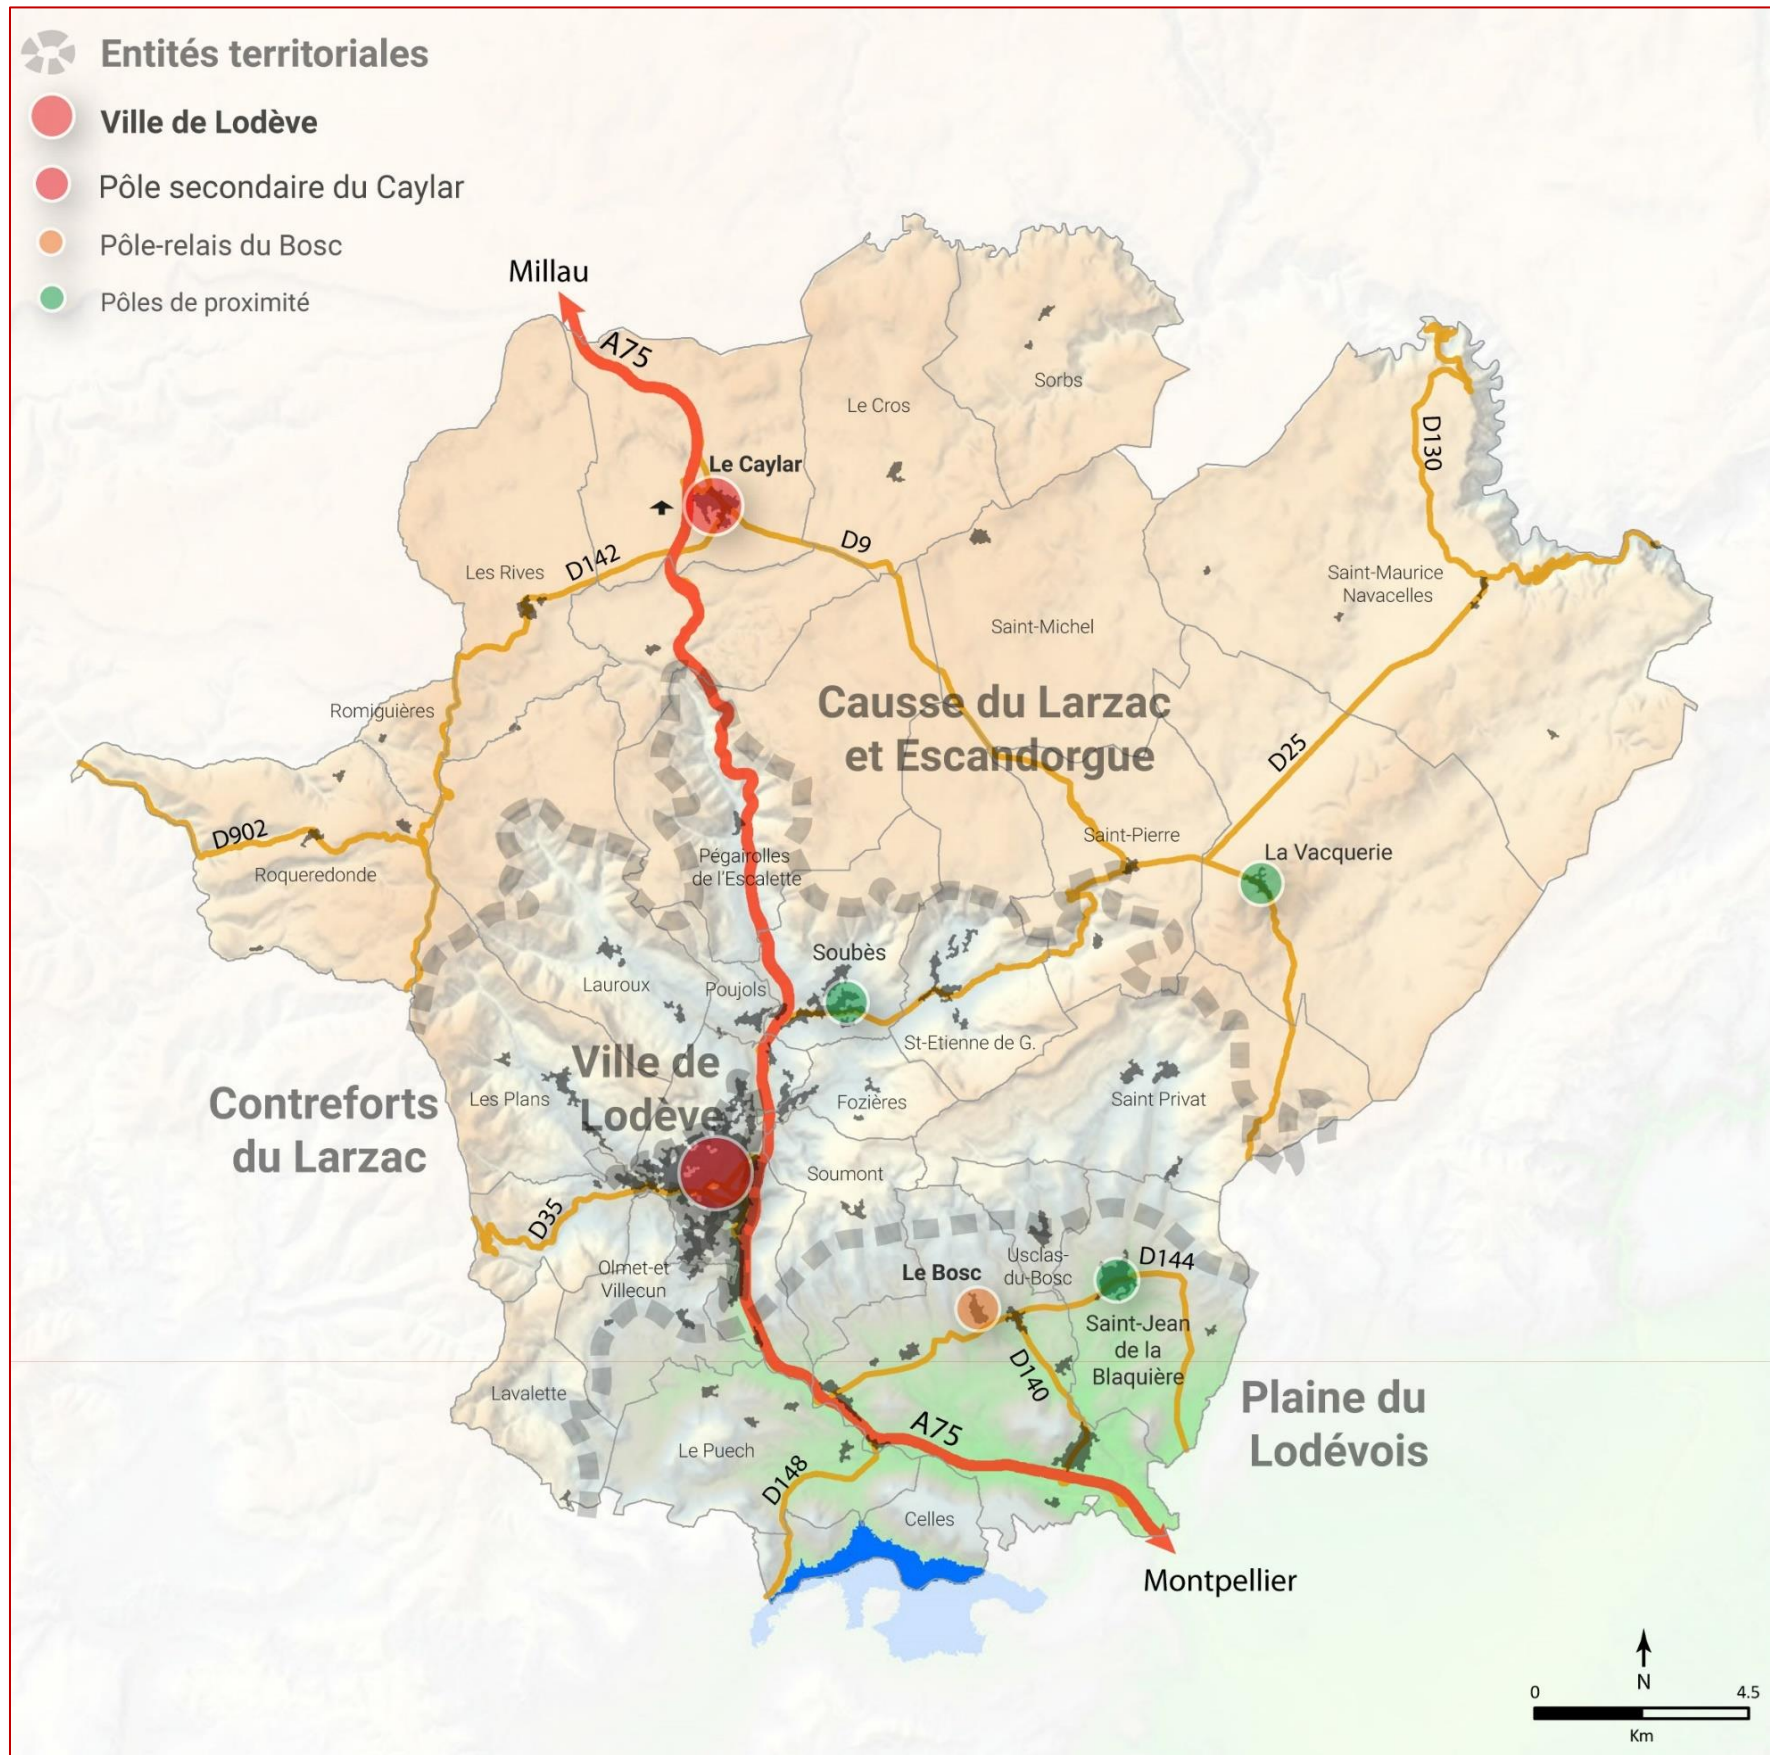 Entités territoriales
Ville de Lodève
Pôle secondaire du Caylar
Pôle-relais du Bosc
Pôles de proximité
Millau
A75
Sorbs
Le Cros
D130
Le Caylar
D9
D142
Les Rives
Saint-Maurice
Navacelles
Saint-Michel
Causse du Larzac
et Escandorgue
Romiguières
D25
D902
Saint-Pierre
La Vacquerie
Pégairolles
de l'Escalette
Roqueredonde
Soubès
Lauroux
Poujols
St-Etienne de G.
Ville de
Lodève
Contreforts
du Larzac
Les Plans
Fozières
Saint Privat
Soumont
D35
Olmet-et
Villecun
Le Bosc
Usclas-
du-Bosc
D144
Saint-Jean
de la
Blaquière
D140
Lavalette
Plaine du
Lodévois
A75
Le Puech
D148
Celles
Montpellier
N
0 4.5
Km